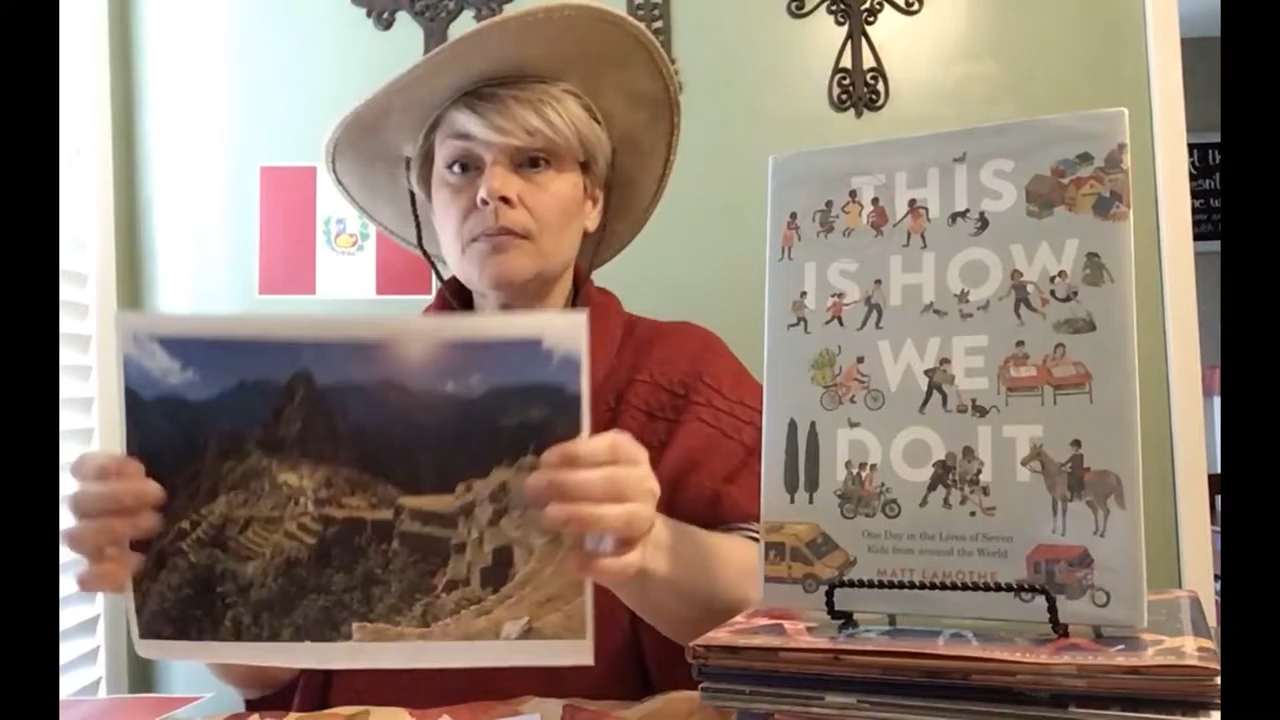 THIS
IS HOW
WE
DO IT
One Day in the Lives of Seven
Kids from around the World
MATT LAMOTHE